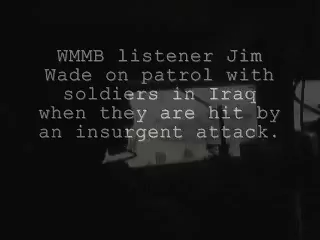 WMMB listener Jim
Wade on patrol with
soldiers in Iraq
when they are hit by
an insurgent attack.